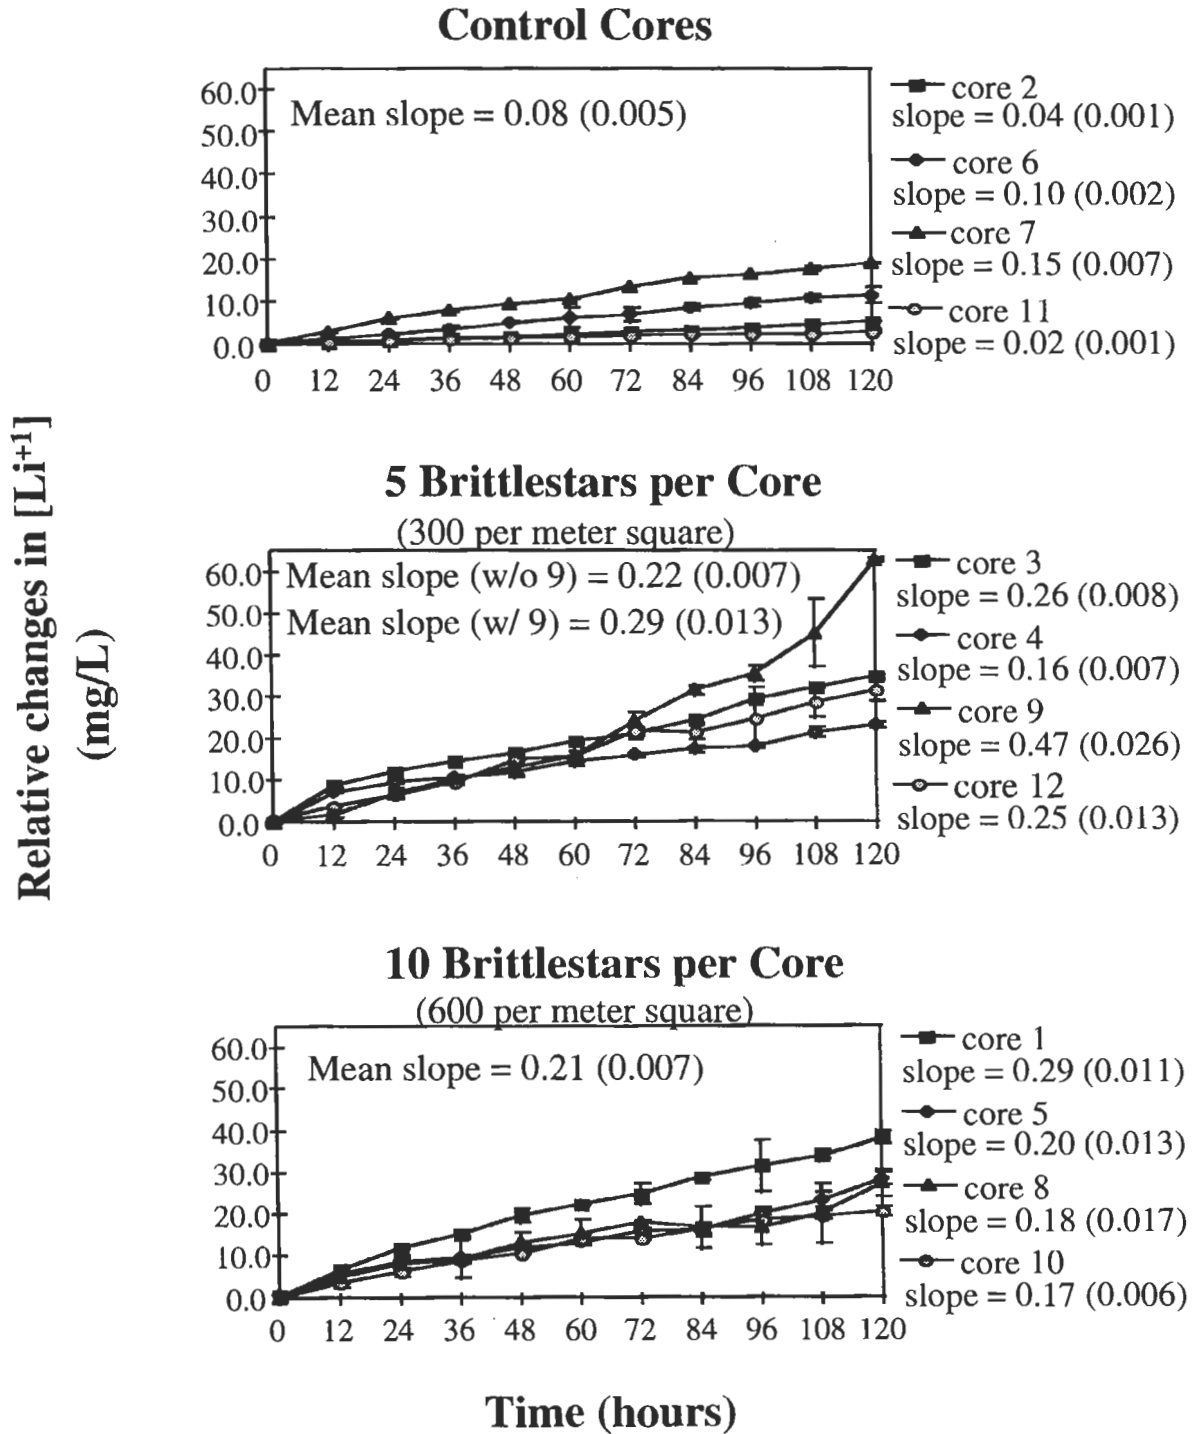 Control Cores
Mean slope = 0.08 (0.005)
60.0
50.0
40.0
30.0
20.0
10.0
0.0
0 12 24 36 48 60 72 84 96 108 120
core 2
slope = 0.04 (0.001)
core 6
slope = 0.10 (0.002)
core 7
slope = 0.15 (0.007)
core 11
slope = 0.02 (0.001)
Relative changes in [Li+1]
(mg/L)
5 Brittlestars per Core
(300 per meter square)
Mean slope (w/o 9) = 0.22 (0.007)
Mean slope (w/ 9) = 0.29 (0.013)
60.0
50.0
40.0
30.0
20.0
10.0
0.0
0 12 24 36 48 60 72 84 96 108 120
core 3
slope = 0.26 (0.008)
core 4
slope = 0.16 (0.007)
core 9
slope = 0.47 (0.026)
core 12
slope = 0.25 (0.013)
10 Brittlestars per Core
(600 per meter square)
Mean slope = 0.21 (0.007)
60.0
50.0
40.0
30.0
20.0
10.0
0.0
0 12 24 36 48 60 72 84 96 108 120
core 1
slope = 0.29 (0.011)
core 5
slope = 0.20 (0.013)
core 8
slope = 0.18 (0.017)
core 10
slope = 0.17 (0.006)
Time (hours)